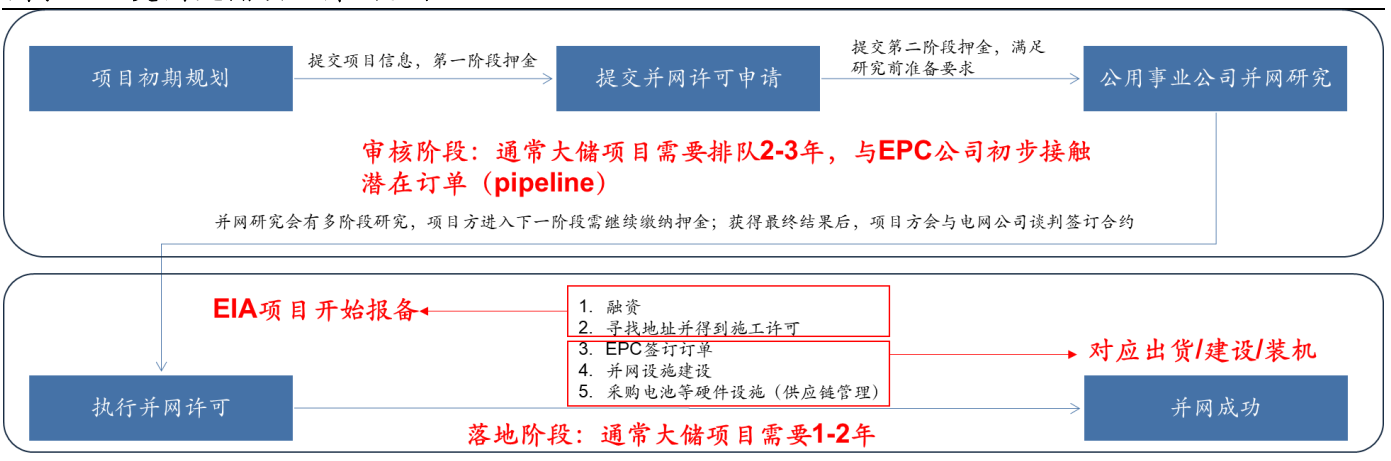 项目初期规划
提交项目信息，第一阶段押金
提交并网许可申请
提交第二阶段押金，满足
研究前准备要求
公用事业公司并网研究
审核阶段：通常大储项目需要排队2-3年，与EPC公司初步接触
潜在订单（pipeline）
并网研究会有多阶段研究，项目方进入下一阶段需继续缴纳押金；获得最终结果后，项目方会与电网公司谈判签订合约
EIA项目开始报备
1. 融资
2. 寻找地址并得到施工许可
3. EPC签订订单
4. 并网设施建设
5. 采购电池等硬件设施（供应链管理）
对应出货/建设/装机
执行并网许可
并网成功
落地阶段：通常大储项目需要1-2年